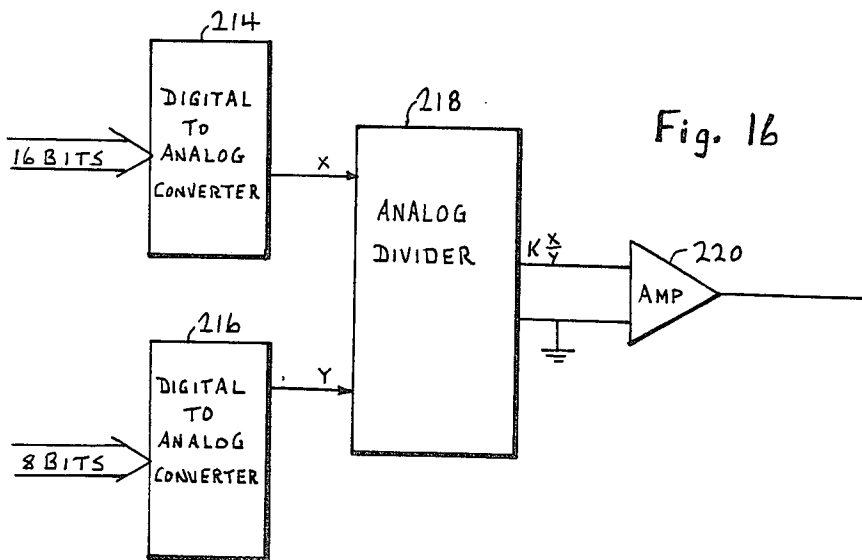 214
DIGITAL
TO
ANALOG
CONVERTER
16 BITS
X
218
ANALOG
DIVIDER
Fig. 16
K X/Y
220
AMP
216
DIGITAL
TO
ANALOG
CONVERTER
Y
8 BITS